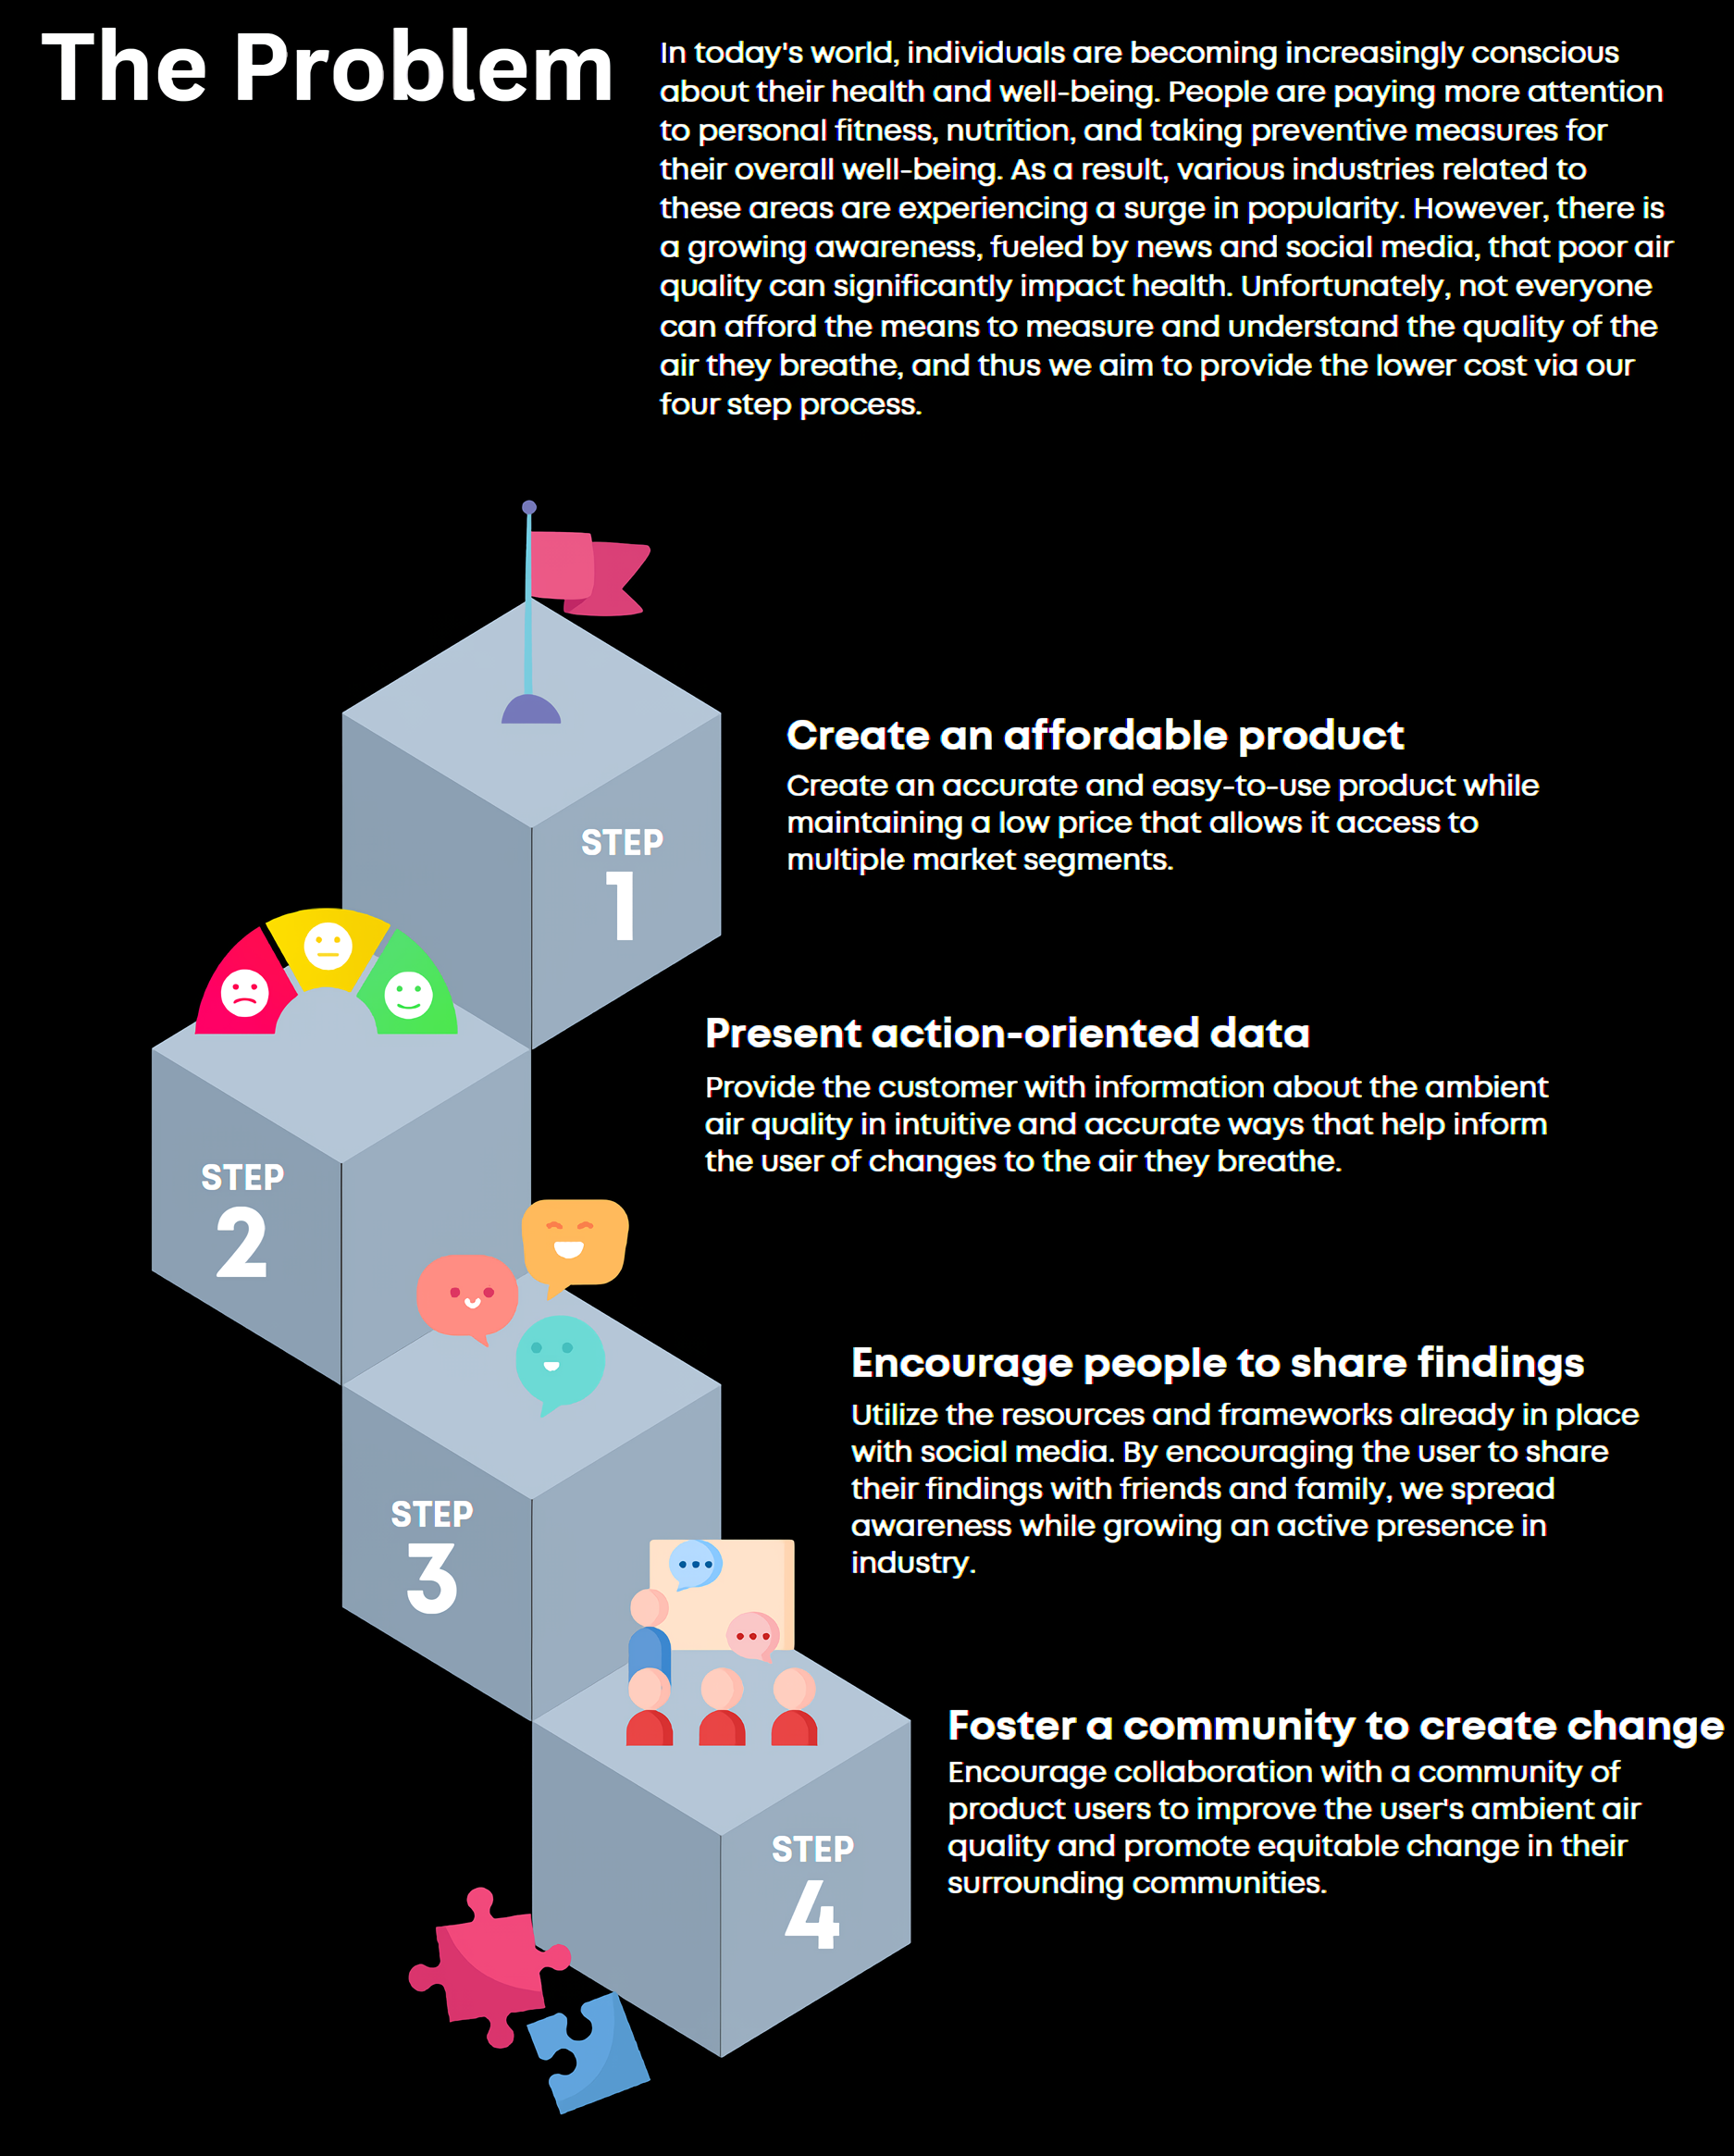 The Problem
In today's world, individuals are becoming increasingly conscious
about their health and well-being. People are paying more attention
to personal fitness, nutrition, and taking preventive measures for
their overall well-being. As a result, various industries related to
these areas are experiencing a surge in popularity. However, there is
a growing awareness, fueled by news and social media, that poor air
quality can significantly impact health. Unfortunately, not everyone
can afford the means to measure and understand the quality of the
air they breathe, and thus we aim to provide the lower cost via our
four step process.
STEP
1
Create an affordable product
Create an accurate and easy-to-use product while
maintaining a low price that allows it access to
multiple market segments.
STEP
2
Present action-oriented data
Provide the customer with information about the ambient
air quality in intuitive and accurate ways that help inform
the user of changes to the air they breathe.
STEP
3
Encourage people to share findings
Utilize the resources and frameworks already in place
with social media. By encouraging the user to share
their findings with friends and family, we spread
awareness while growing an active presence in
industry.
STEP
4
Foster a community to create change
Encourage collaboration with a community of
product users to improve the user's ambient air
quality and promote equitable change in their
surrounding communities.